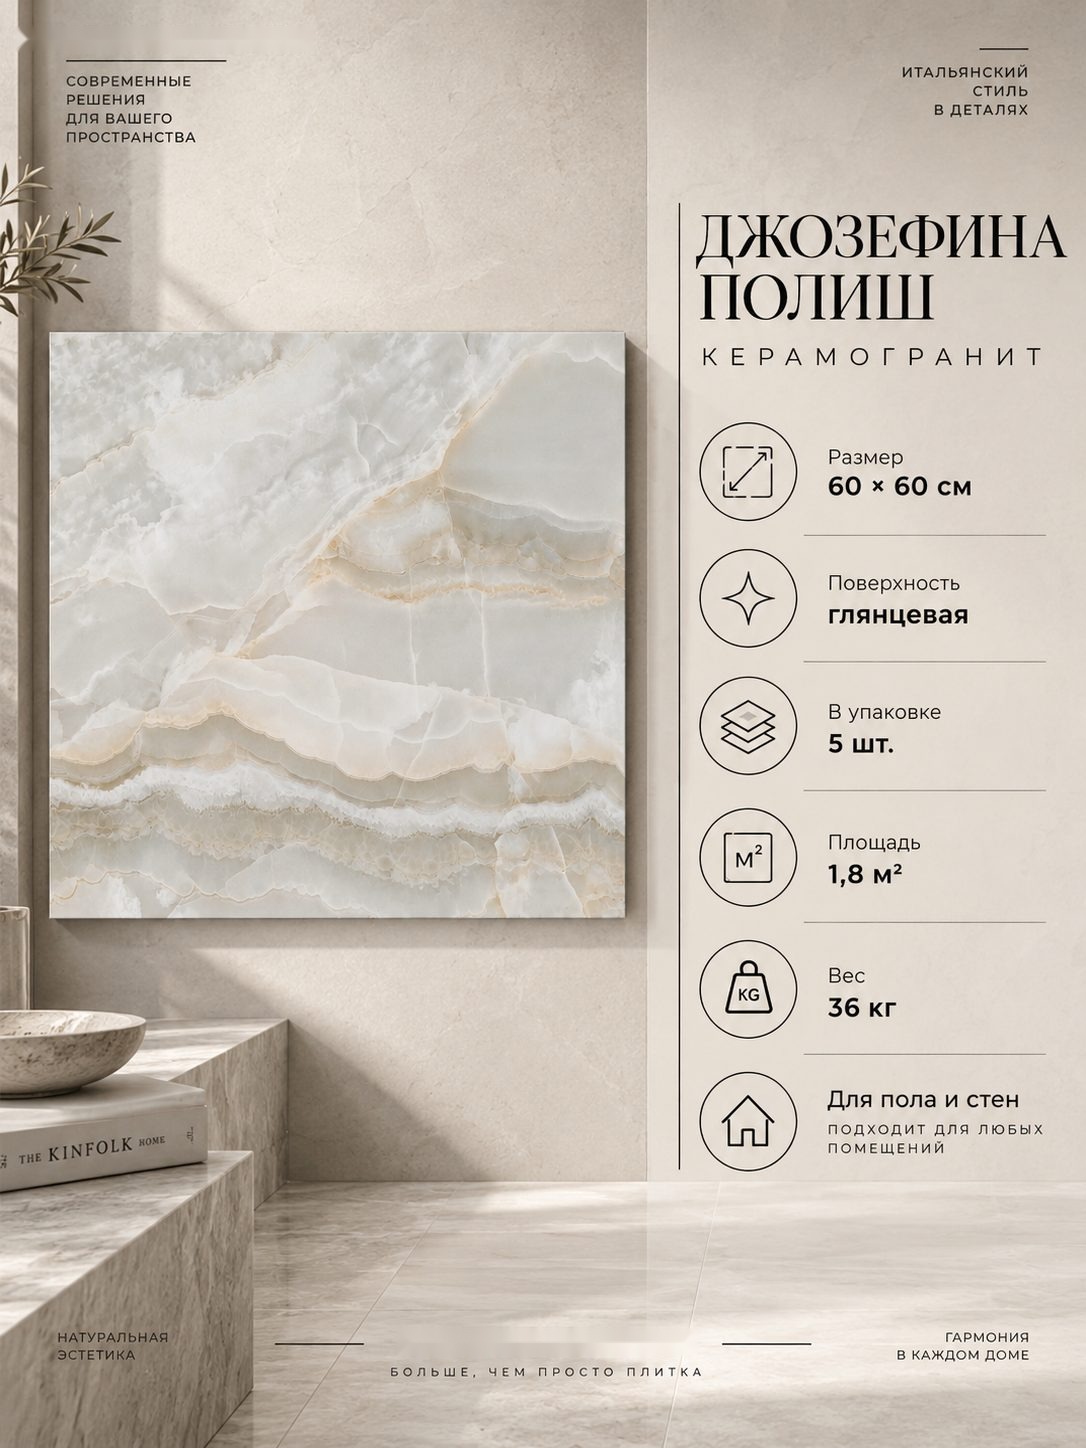 СОВРЕМЕННЫЕ
РЕШЕНИЯ
ДЛЯ ВАШЕГО
ПРОСТРАНСТВА
ИТАЛЬЯНСКИЙ
СТИЛЬ
В ДЕТАЛЯХ
ДЖОЗЕФИНА
ПОЛИШ
КЕРАМОГРАНИТ
Размер
60 × 60 см
Поверхность
глянцевая
В упаковке
5 шт.
М²
Площадь
1,8 м²
KG
Вес
36 кг
Для пола и стен
ПОДХОДИТ ДЛЯ ЛЮБЫХ
ПОМЕЩЕНИЙ
THE KINFOLK HOME
НАТУРАЛЬНАЯ
ЭСТЕТИКА
БОЛЬШЕ, ЧЕМ ПРОСТО ПЛИТКА
ГАРМОНИЯ
В КАЖДОМ ДОМЕ